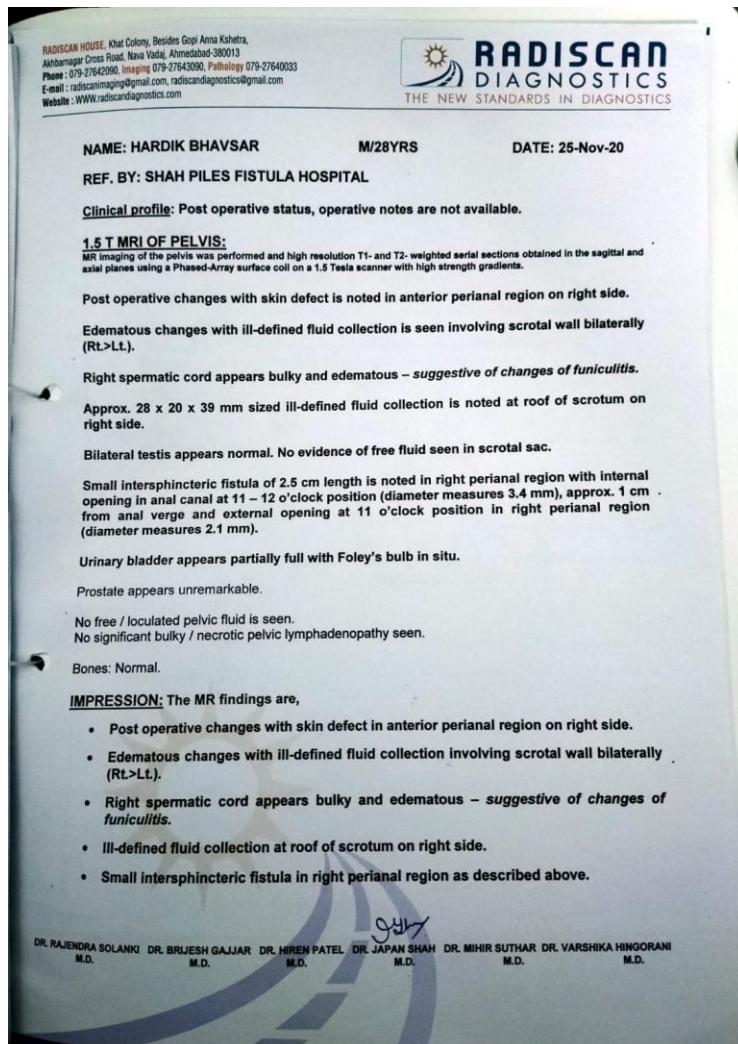 RADISCAN HOUSE, Khat Colony, Besides Gopi Anna Kshetra,
Akhbarnagar Cross Road, Nava Vadaj, Ahmedabad-380013
Phone : 079-27642090, Imaging 079-27643090, Pathology 079-27640033
E-mail : radiscanimaging@gmail.com, radiscandiagnostics@gmail.com
Website : WWW.radiscandiagnostics.com
RADISCAN
DIAGNOSTICS
THE NEW STANDARDS IN DIAGNOSTICS
NAME: HARDIK BHAVSAR M/28YRS DATE: 25-Nov-20
REF. BY: SHAH PILES FISTULA HOSPITAL
Clinical profile: Post operative status, operative notes are not available.
1.5 T MRI OF PELVIS:
MR imaging of the pelvis was performed and high resolution T1- and T2- weighted serial sections obtained in the sagittal and
axial planes using a Phased-Array surface coil on a 1.5 Tesla scanner with high strength gradients.
Post operative changes with skin defect is noted in anterior perianal region on right side.
Edematous changes with ill-defined fluid collection is seen involving scrotal wall bilaterally
(Rt.>Lt.).
Right spermatic cord appears bulky and edematous – suggestive of changes of funiculitis.
Approx. 28 x 20 x 39 mm sized ill-defined fluid collection is noted at roof of scrotum on
right side.
Bilateral testis appears normal. No evidence of free fluid seen in scrotal sac.
Small intersphincteric fistula of 2.5 cm length is noted in right perianal region with internal
opening in anal canal at 11 – 12 o'clock position (diameter measures 3.4 mm), approx. 1 cm
from anal verge and external opening at 11 o'clock position in right perianal region
(diameter measures 2.1 mm).
Urinary bladder appears partially full with Foley's bulb in situ.
Prostate appears unremarkable.
No free / loculated pelvic fluid is seen.
No significant bulky / necrotic pelvic lymphadenopathy seen.
Bones: Normal.
IMPRESSION: The MR findings are,
• Post operative changes with skin defect in anterior perianal region on right side.
• Edematous changes with ill-defined fluid collection involving scrotal wall bilaterally
(Rt.>Lt.).
• Right spermatic cord appears bulky and edematous – suggestive of changes of
funiculitis.
• Ill-defined fluid collection at roof of scrotum on right side.
• Small intersphincteric fistula in right perianal region as described above.
DR. RAJENDRA SOLANKI DR. BRIJESH GAJJAR DR. HIREN PATEL DR. JAPAN SHAH DR. MIHIR SUTHAR DR. VARSHIKA HINGORANI
M.D. M.D. M.D. M.D. M.D. M.D.